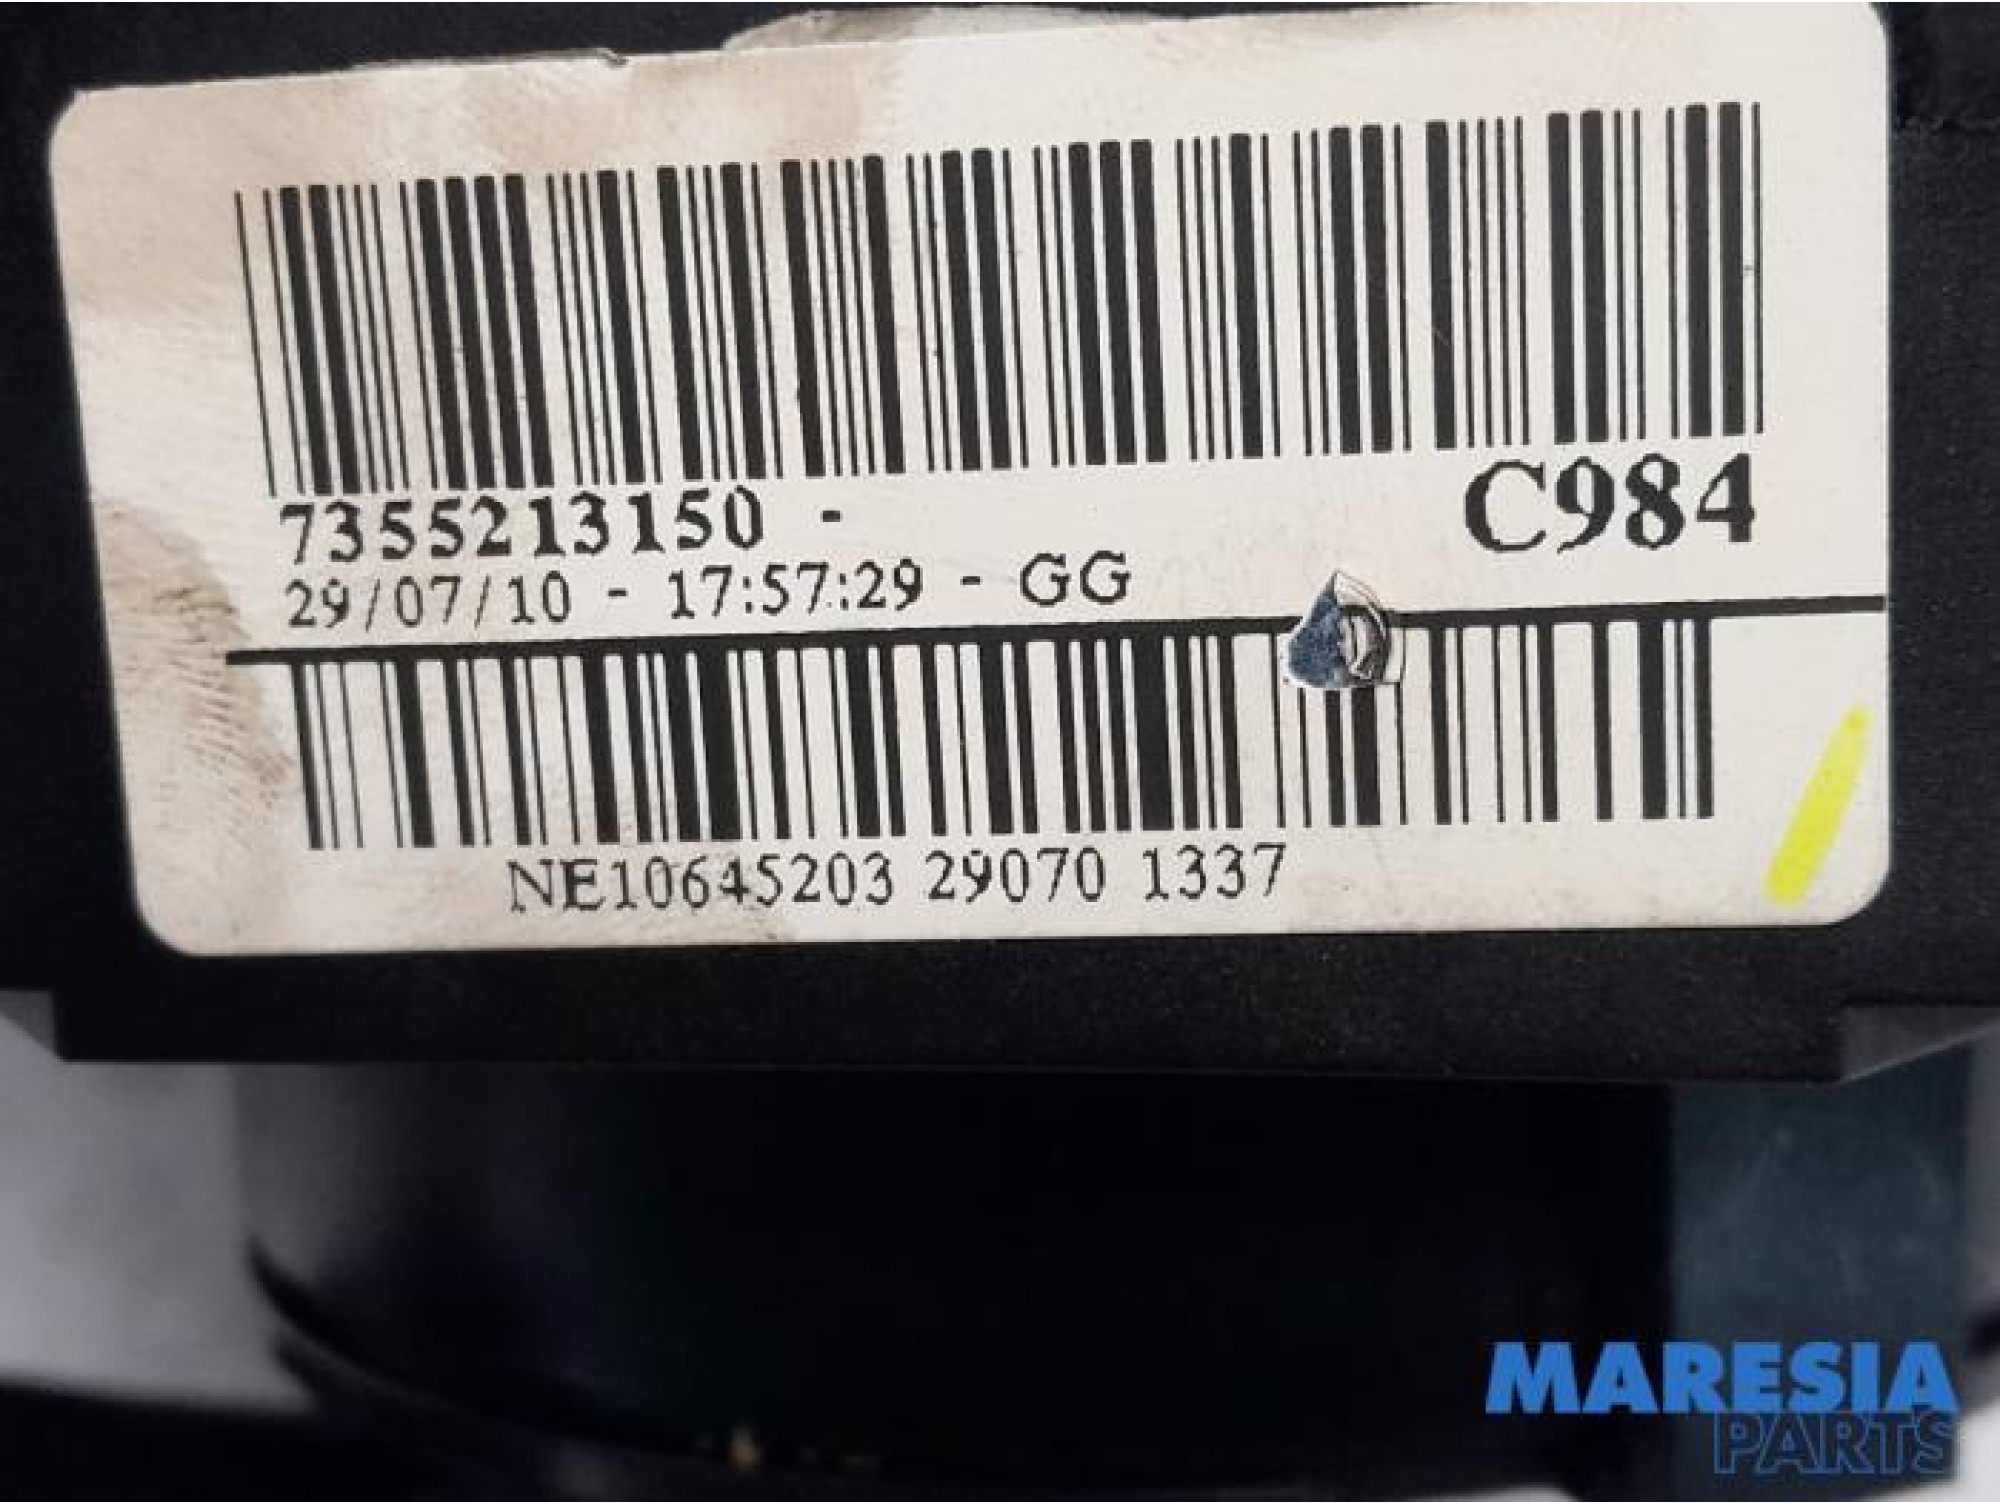 7355213150 - C984
29/07/10 - 17:57:29 - GG
NE10645203 29070 1337
MARESIA
PARTS